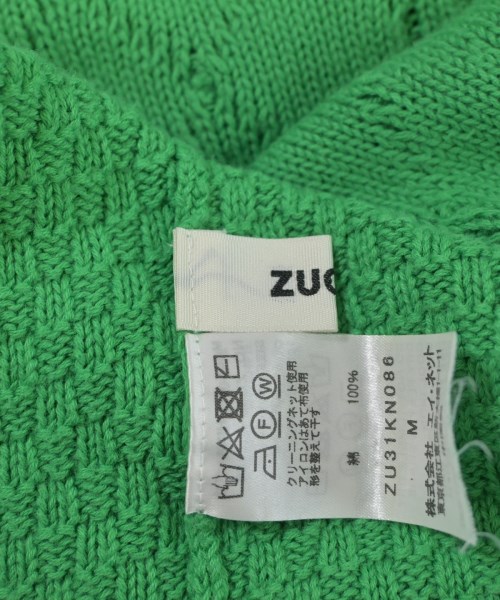 ZUC
F W
クリーニングネット使用
アイロンはあて布使用
形を整えて干す
綿 100%
ZU31KN086
M
株式会社 エイ・ネット